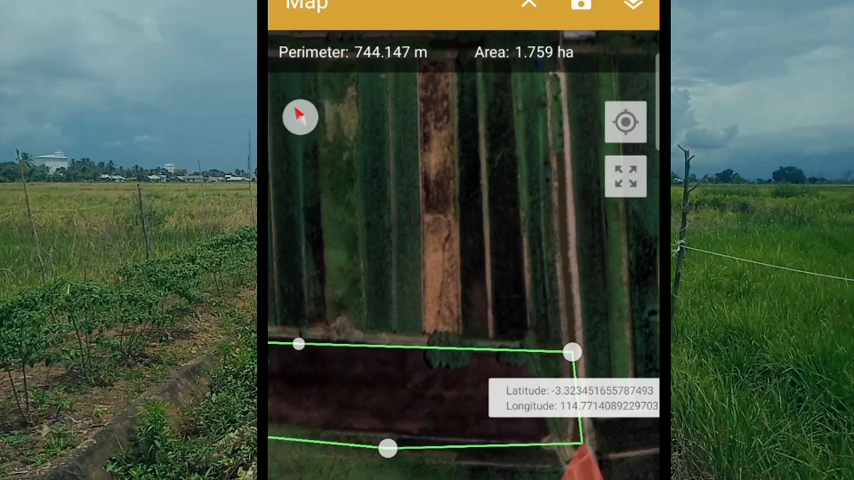 Map
Perimeter: 744.147 m Area: 1.759 ha
Latitude: -3.323451655787493
Longitude: 114.7714089229703